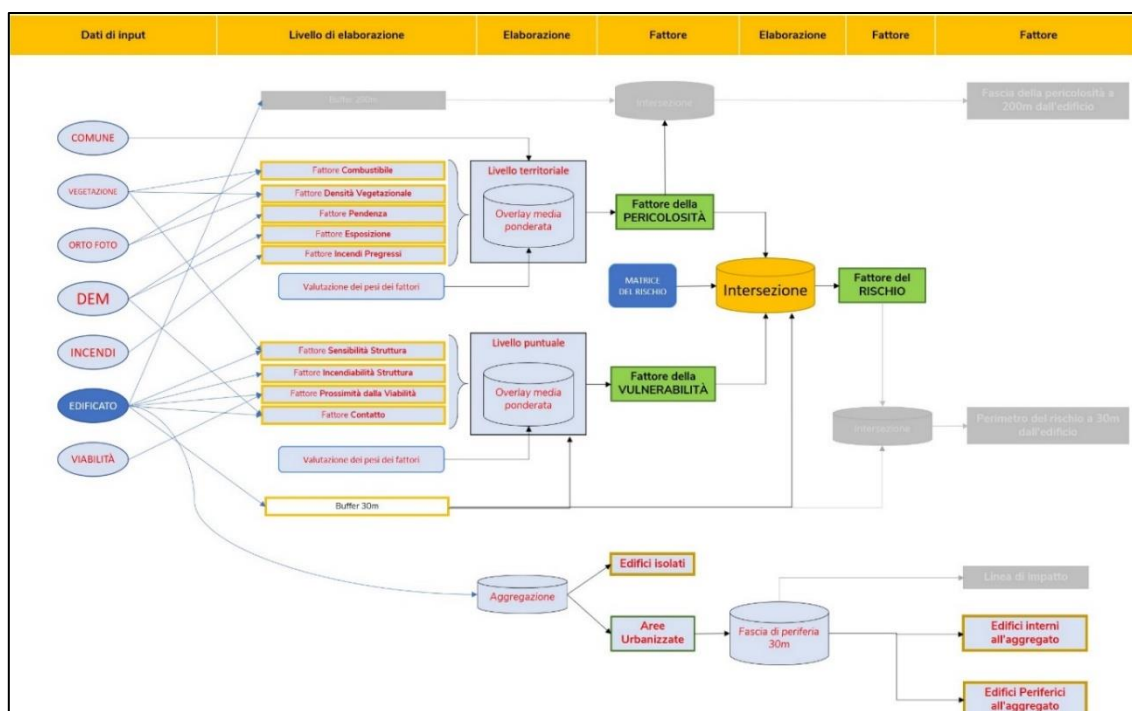 Dati di input
Livello di elaborazione
Elaborazione
Fattore
Elaborazione
Fattore
Fattore
Buffer 200m
Intersezione
Fascia della pericolosità a
200m dall'edificio
COMUNE
VEGETAZIONE
ORTO FOTO
DEM
INCENDI
EDIFICATO
VIABILITÀ
Fattore Combustibile
Fattore Densità Vegetazionale
Fattore Pendenza
Fattore Esposizione
Fattore Incendi Pregressi
Valutazione dei pesi dei fattori
Livello territoriale
Overlay media
ponderata
Fattore della
PERICOLOSITÀ
MATRICE
DEL RISCHIO
Intersezione
Fattore del
RISCHIO
Fattore Sensibilità Struttura
Fattore Incendiabilità Struttura
Fattore Prossimità dalla Viabilità
Fattore Contatto
Valutazione dei pesi dei fattori
Livello puntuale
Overlay media
ponderata
Fattore della
VULNERABILITÀ
Intersezione
Perimetro del rischio a 30m
dall'edificio
Buffer 30m
Aggregazione
Edifici isolati
Aree
Urbanizzate
Fascia di periferia
30m
Linea di impatto
Edifici interni
all'aggregato
Edifici Periferici
all'aggregato